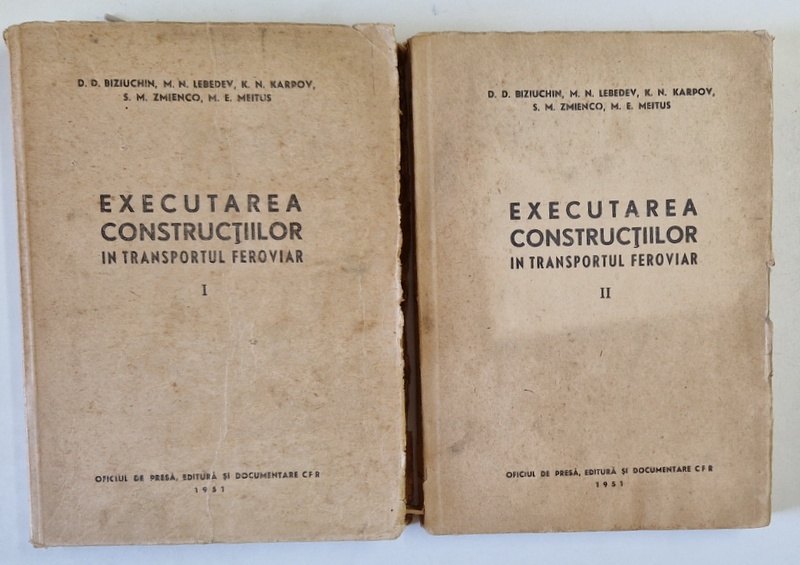 D. D. BIZIUCHIN, M. N. LEBEDEV, K. N. KARPOV,
S. M. ZMIENCO, M. E. MEITUS
EXECUTAREA
CONSTRUCŢIILOR
IN TRANSPORTUL FEROVIAR
I
OFICIUL DE PRESĂ, EDITURĂ ŞI DOCUMENTARE CFR
1951
D. D. BIZIUCHIN, M. N. LEBEDEV, K. N. KARPOV,
S. M. ZMIENCO, M. E. MEITUS
EXECUTAREA
CONSTRUCŢIILOR
IN TRANSPORTUL FEROVIAR
II
OFICIUL DE PRESĂ, EDITURĂ ŞI DOCUMENTARE CFR
1951